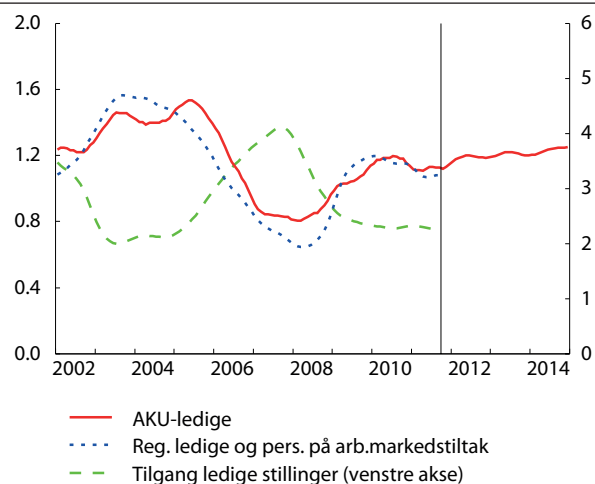 2.0 6
1.6 5
4
1.2
3
0.8
2
0.4
1
0.0 0
2002 2004 2006 2008 2010 2012 2014
AKU-ledige
Reg. ledige og pers. på arb.markedstiltak
Tilgang ledige stillinger (venstre akse)